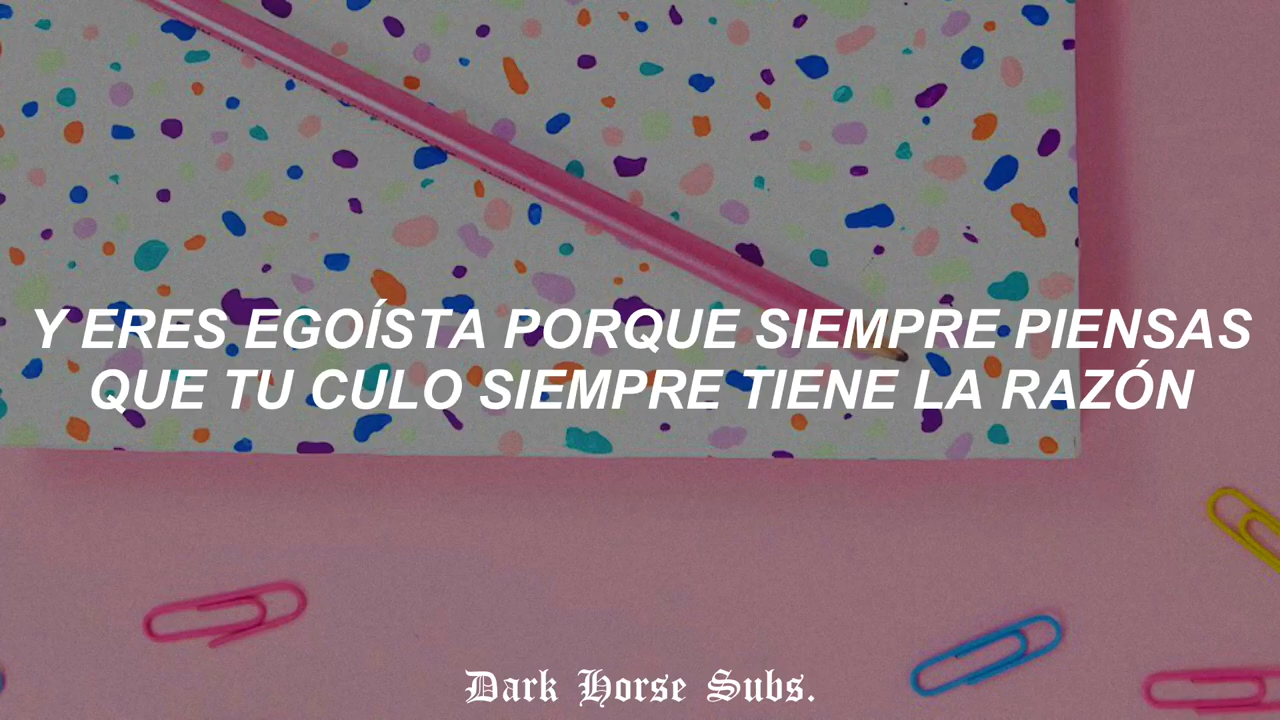 Y ERES EGOÍSTA PORQUE SIEMPRE PIENSAS
QUE TU CULO SIEMPRE TIENE LA RAZÓN
Dark Horse Subs.